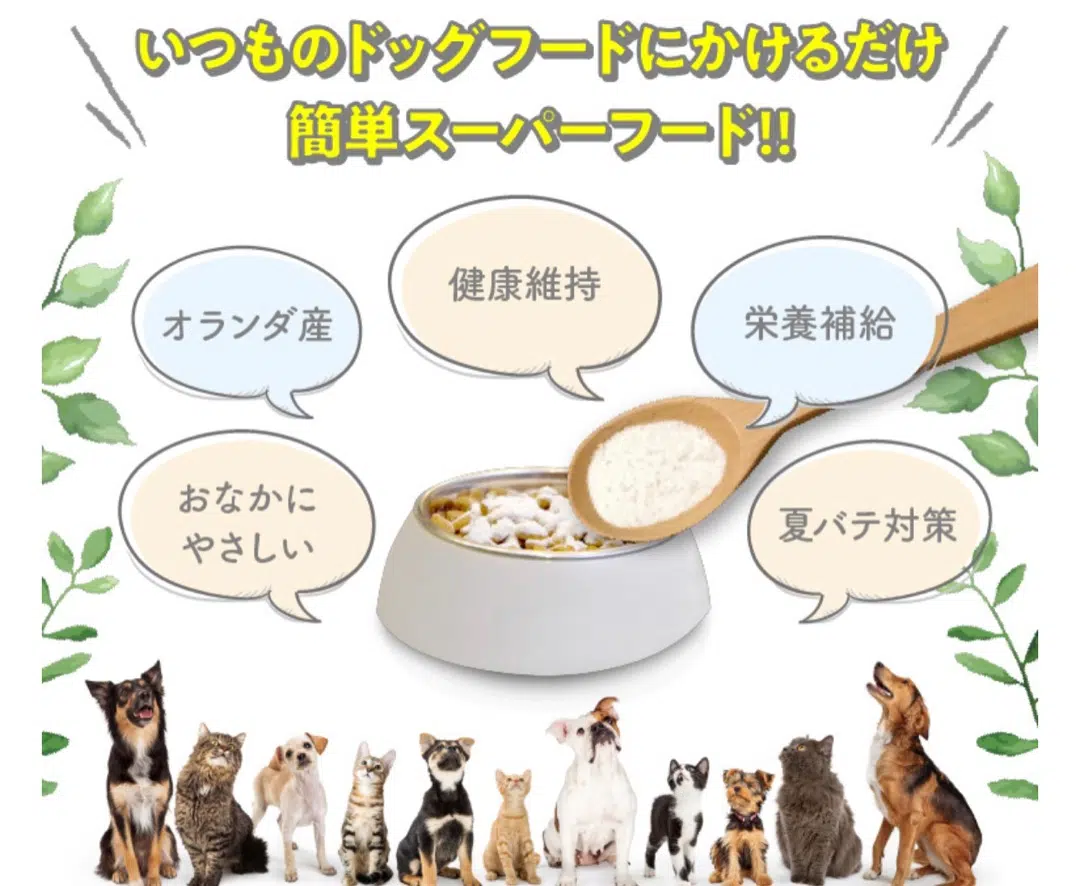 いつものドッグフードにかけるだけ
簡単スーパーフード!!
健康維持
オランダ産
栄養補給
おなかに
やさしい
夏バテ対策